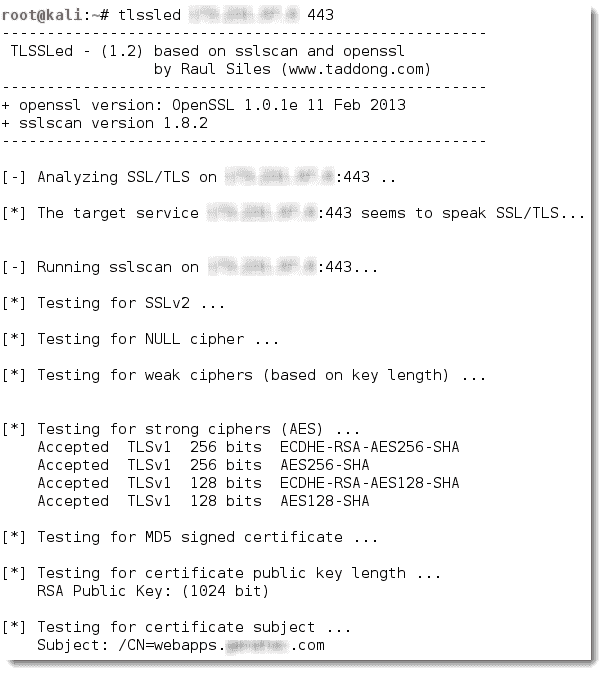 root@kali:~# tlssled 443
------------------------------------------------------
TLSSLed - (1.2) based on sslscan and openssl
by Raul Siles (www.taddong.com)
------------------------------------------------------
+ openssl version: OpenSSL 1.0.1e 11 Feb 2013
+ sslscan version 1.8.2
------------------------------------------------------
[-] Analyzing SSL/TLS on :443 ..
[*] The target service :443 seems to speak SSL/TLS...
[-] Running sslscan on :443...
[*] Testing for SSLv2 ...
[*] Testing for NULL cipher ...
[*] Testing for weak ciphers (based on key length) ...
[*] Testing for strong ciphers (AES) ...
Accepted TLSv1 256 bits ECDHE-RSA-AES256-SHA
Accepted TLSv1 256 bits AES256-SHA
Accepted TLSv1 128 bits ECDHE-RSA-AES128-SHA
Accepted TLSv1 128 bits AES128-SHA
[*] Testing for MD5 signed certificate ...
[*] Testing for certificate public key length ...
RSA Public Key: (1024 bit)
[*] Testing for certificate subject ...
Subject: /CN=webapps. .com